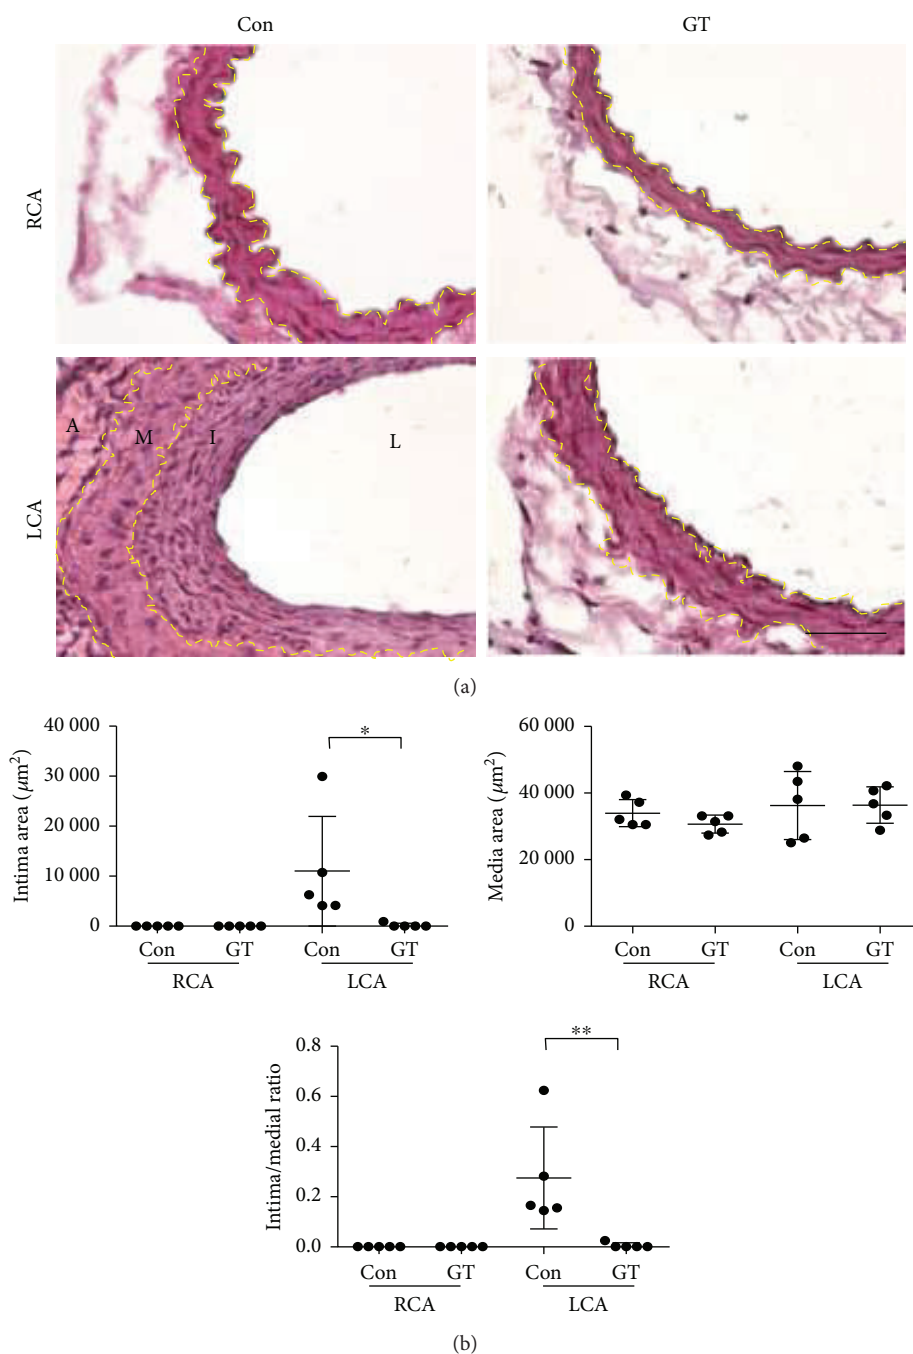 Con GT
RCA
LCA
A M I L
(a)
Intima area (μm²)
40 000
30 000
20 000
10 000
0
*
Con GT Con GT
RCA LCA
Media area (μm²)
60 000
40 000
20 000
0
Con GT Con GT
RCA LCA
Intima/medial ratio
0.8
0.6
0.4
0.2
0.0
**
Con GT Con GT
RCA LCA
(b)